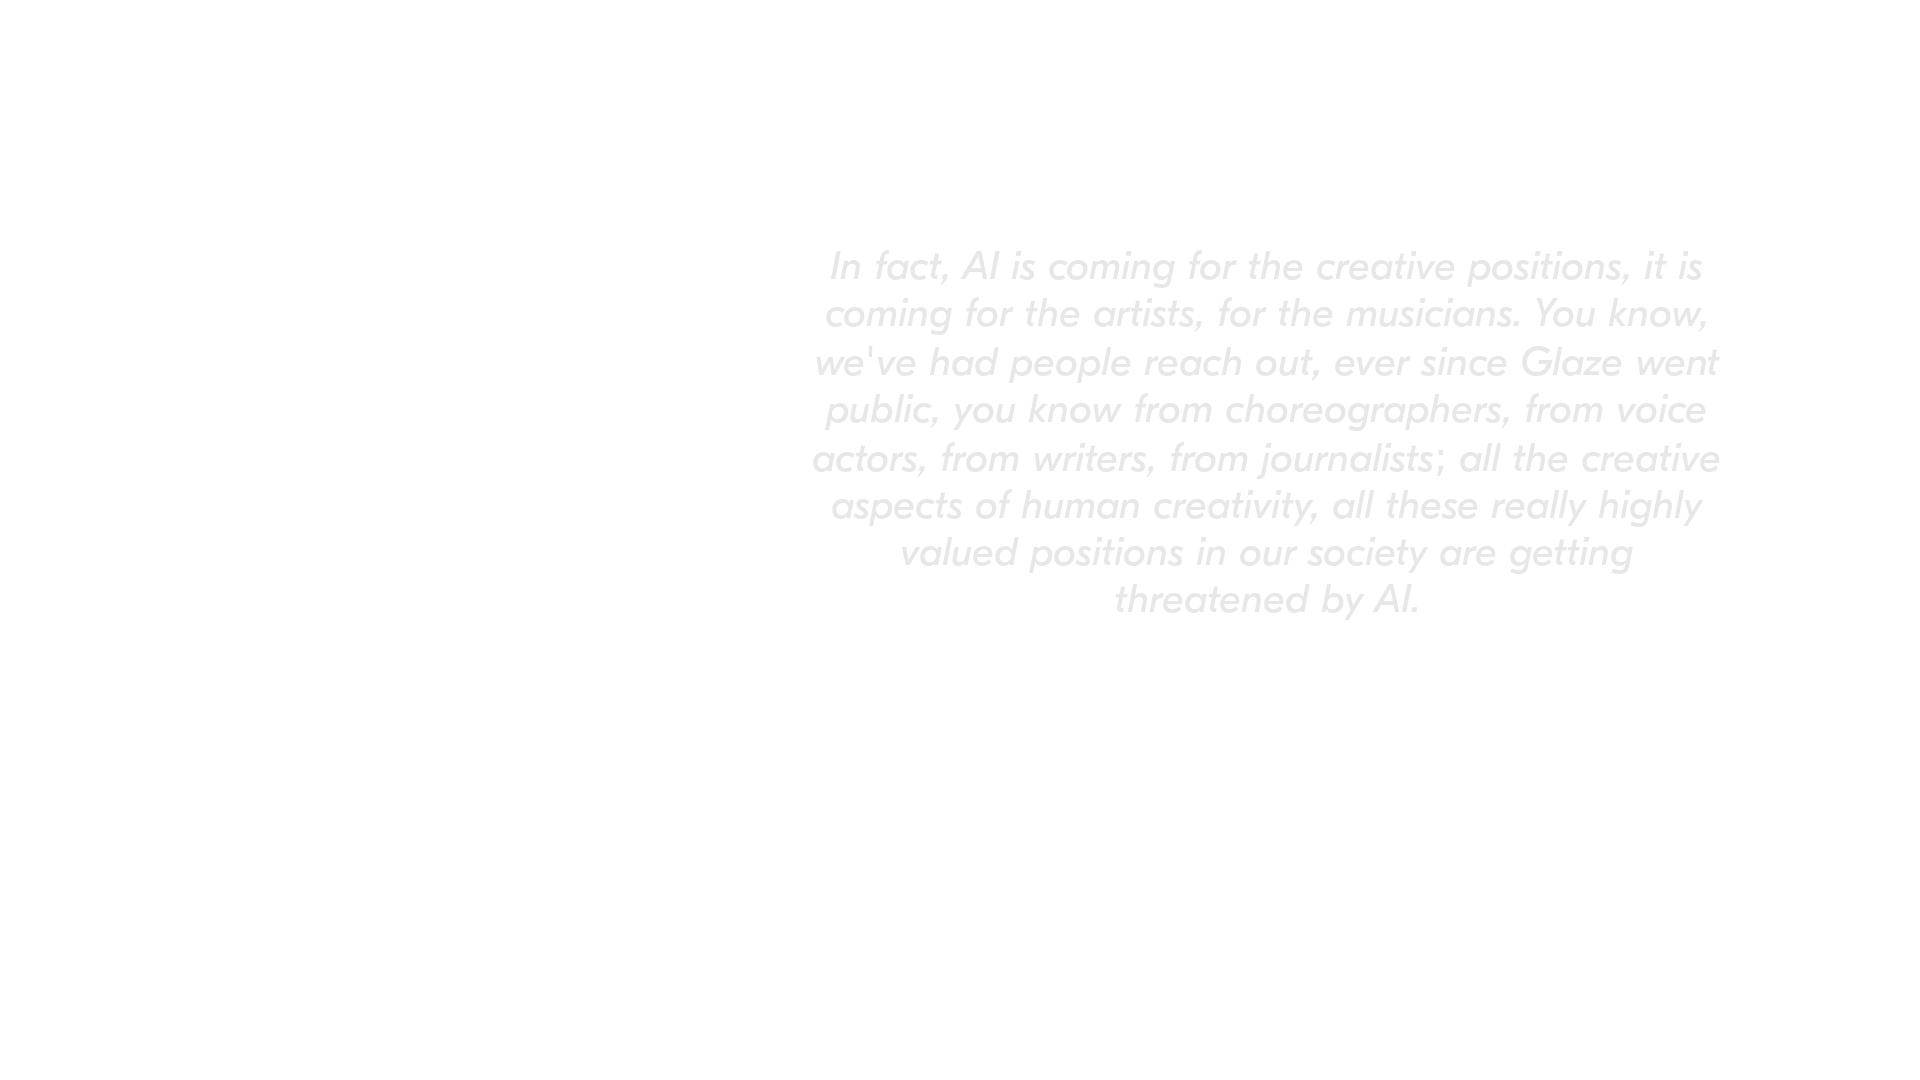 In fact, AI is coming for the creative positions, it is
coming for the artists, for the musicians. You know,
we've had people reach out, ever since Glaze went
public, you know from choreographers, from voice
actors, from writers, from journalists; all the creative
aspects of human creativity, all these really highly
valued positions in our society are getting
threatened by AI.